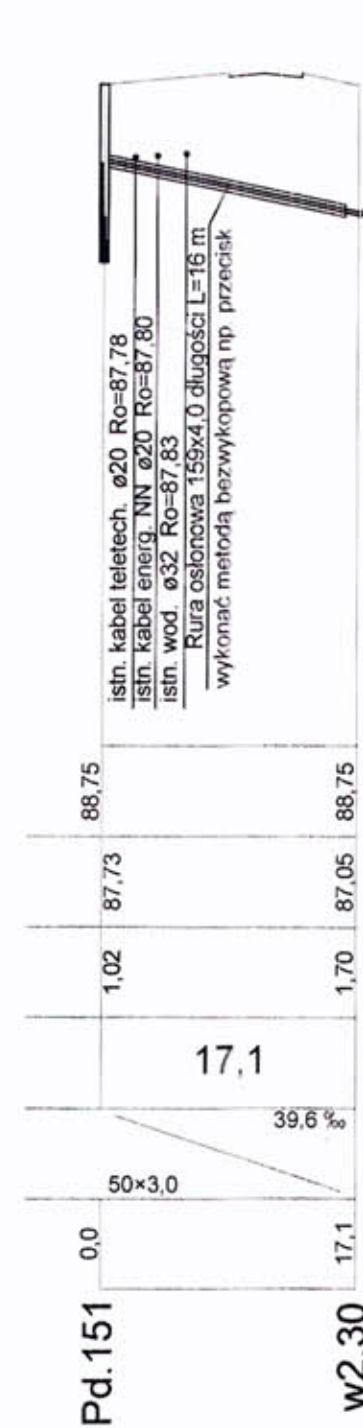 istn. kabel teletech. ø20 Ro=87,78
istn. kabel energ. NN ø20 Ro=87,80
istn. wod. ø32 Ro=87,83
Rura osłonowa 159x4,0 długości L=16 m
wykonać metodą bezwykopową np. przecisk
88,75 88,75
87,73 87,05
1,02 1,70
17,1
39,6 ‰
50×3,0
0,0 17,1
Pd.151 w2.30